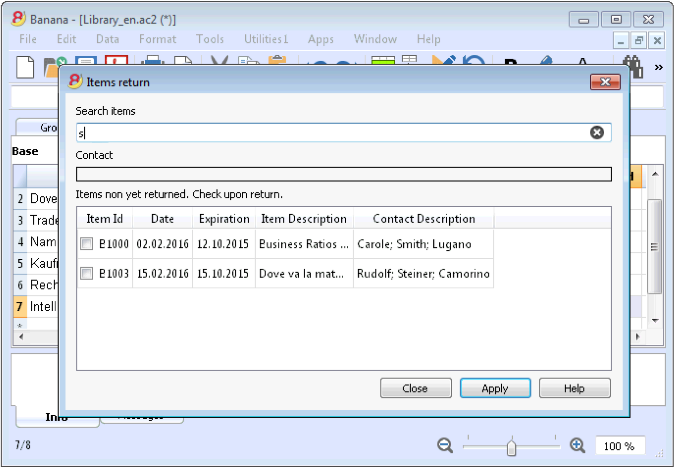 Banana - [Library_en.ac2 (*)]
File Edit Data Format Tools Utilities1 Apps Window Help
»
Items return
Search items
s
Contact
Items non yet returned. Check upon return.
Item Id Date Expiration Item Description Contact Description
B1000 02.02.2016 12.10.2015 Business Ratios ... Carole; Smith; Lugano
B1003 15.02.2016 15.10.2015 Dove va la mat... Rudolf; Steiner; Camorino
Close Apply Help
Base
2 Dove
3 Trade
4 Nam
5 Kaufi
6 Rech
7 Intell
*
7/8
100 %